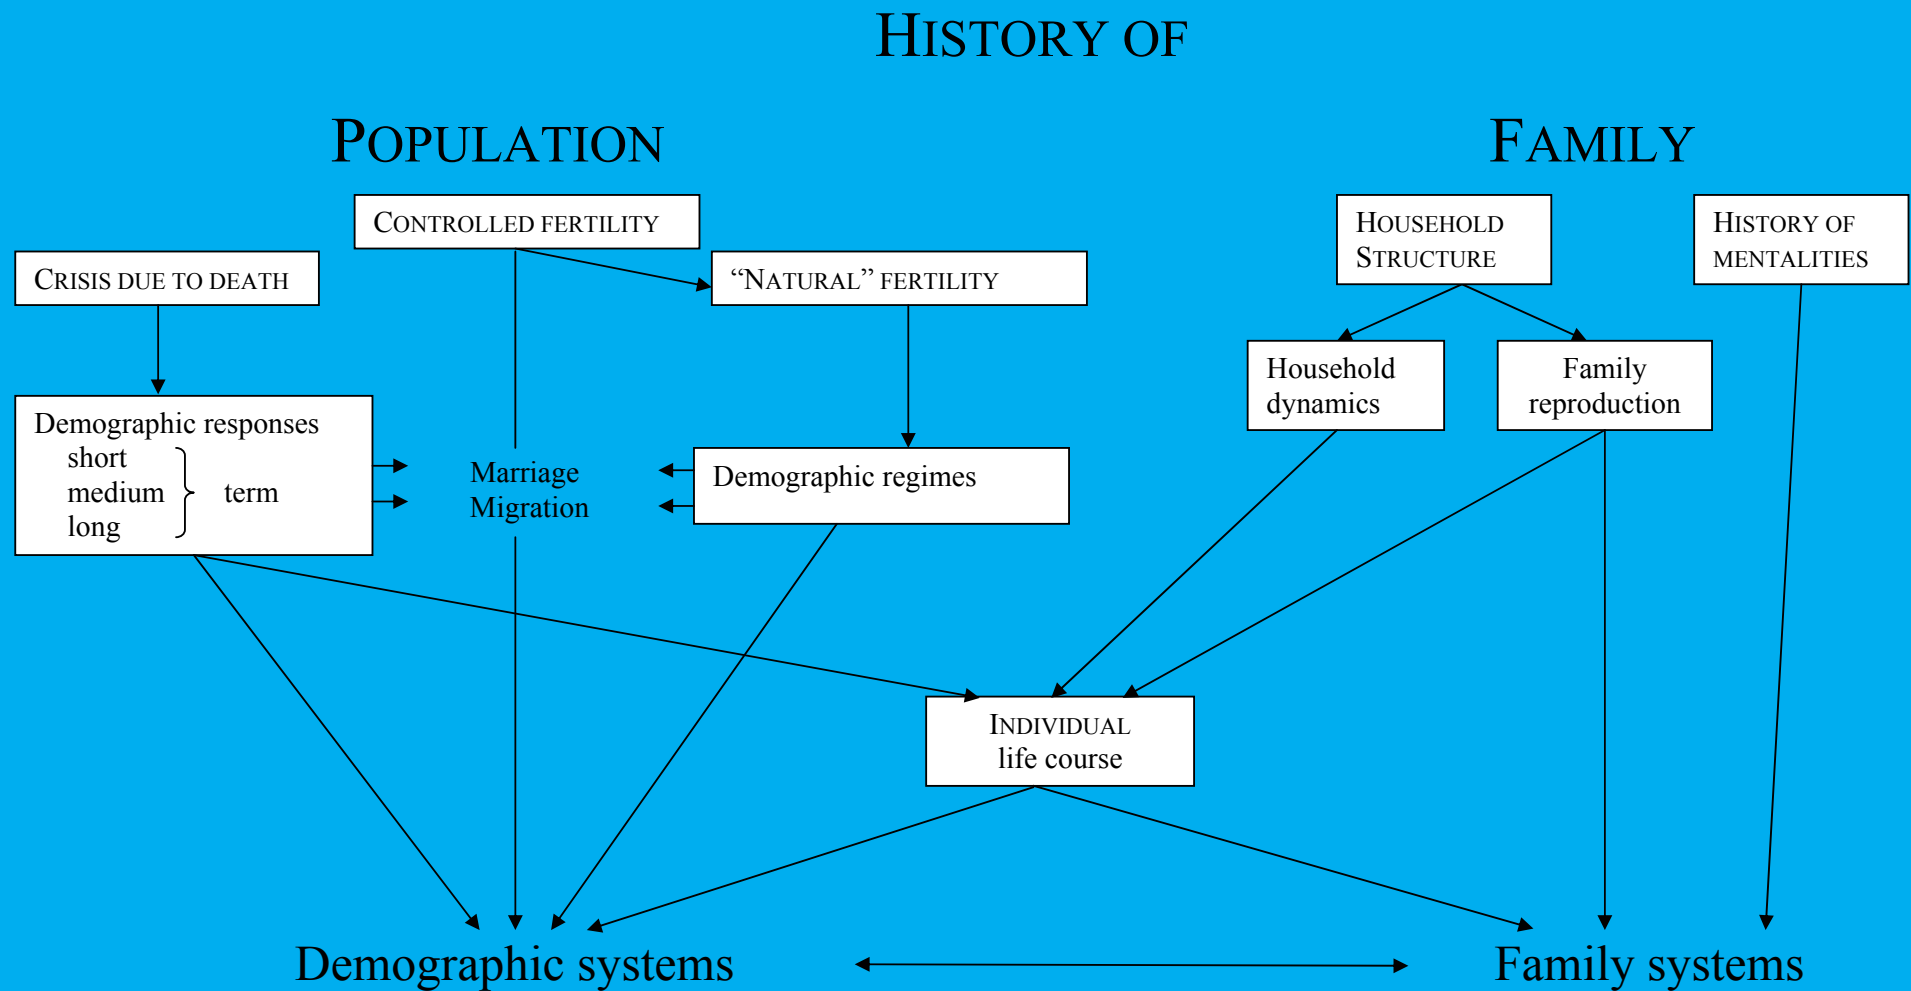 HISTORY OF
POPULATION
FAMILY
CONTROLLED FERTILITY
CRISIS DUE TO DEATH
“NATURAL” FERTILITY
HOUSEHOLD
STRUCTURE
HISTORY OF
MENTALITIES
Household
dynamics
Family
reproduction
Demographic responses
short
medium
long
term
Marriage
Migration
Demographic regimes
INDIVIDUAL
life course
Demographic systems
Family systems